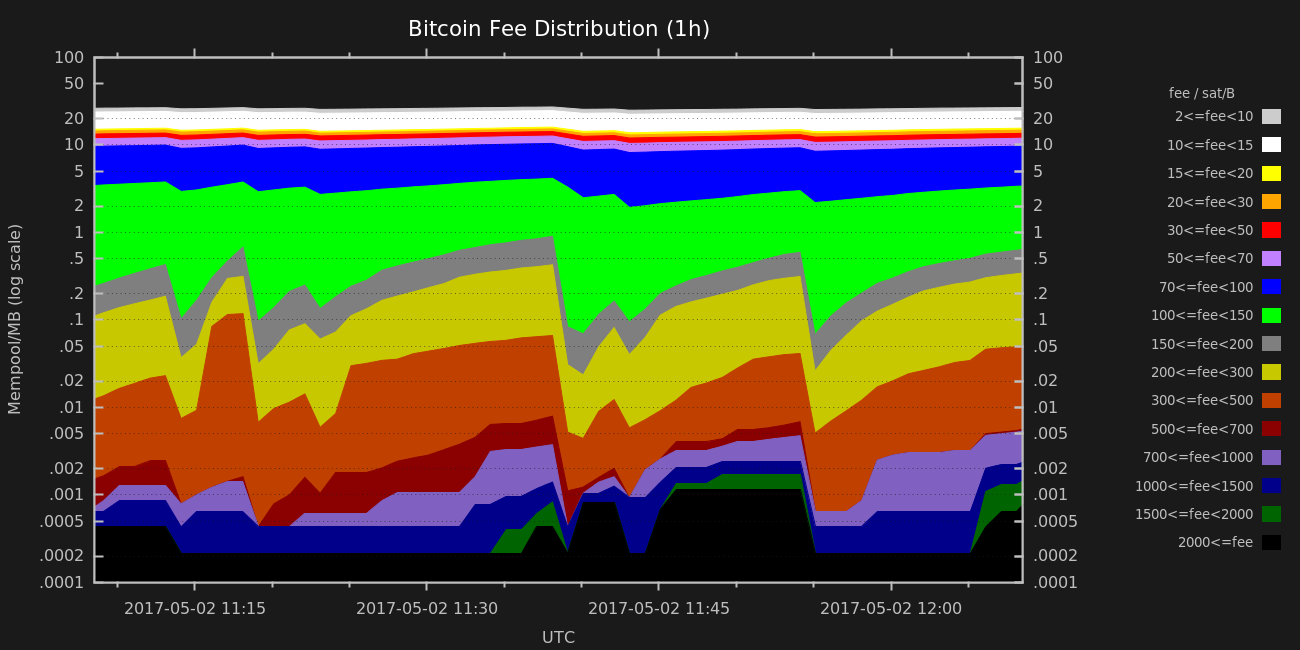 Bitcoin Fee Distribution (1h)
Mempool/MB (log scale)
100
50
20
10
5
2
1
.5
.2
.1
.05
.02
.01
.005
.002
.001
.0005
.0002
.0001
100
50
20
10
5
2
1
.5
.2
.1
.05
.02
.01
.005
.002
.001
.0005
.0002
.0001
2017-05-02 11:15
2017-05-02 11:30
2017-05-02 11:45
2017-05-02 12:00
UTC
fee / sat/B
2<=fee<10
10<=fee<15
15<=fee<20
20<=fee<30
30<=fee<50
50<=fee<70
70<=fee<100
100<=fee<150
150<=fee<200
200<=fee<300
300<=fee<500
500<=fee<700
700<=fee<1000
1000<=fee<1500
1500<=fee<2000
2000<=fee